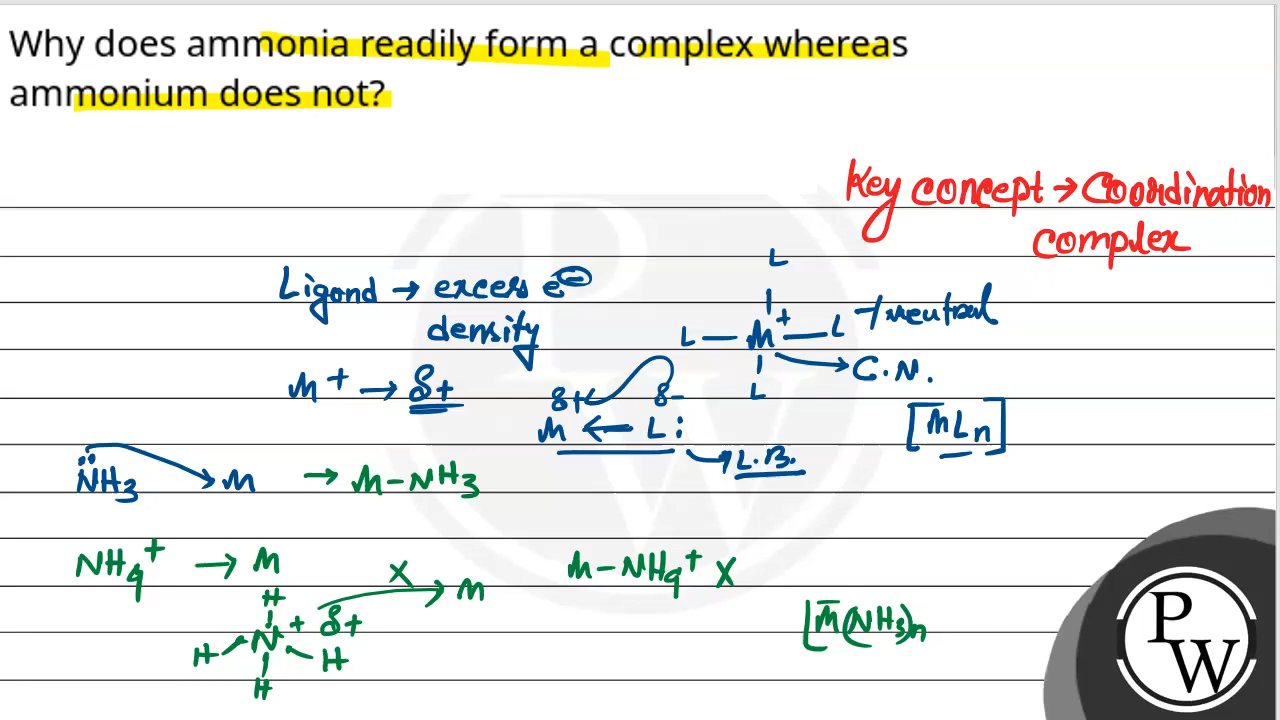 Why does ammonia readily form a complex whereas
ammonium does not?
Key concept → Coordination
complex
Ligand → excess e⊖
density
M+ → δ+
L
L — M+ — L → neutral
L
C.N.
δ+ δ-
M ← L:
L.B.
[MLn]
N̈H3 → M → M-NH3
NH4+ → M
M-NH4+ X
H
H N+ H
H
δ+ X → M
[M(NH3)n
P
W